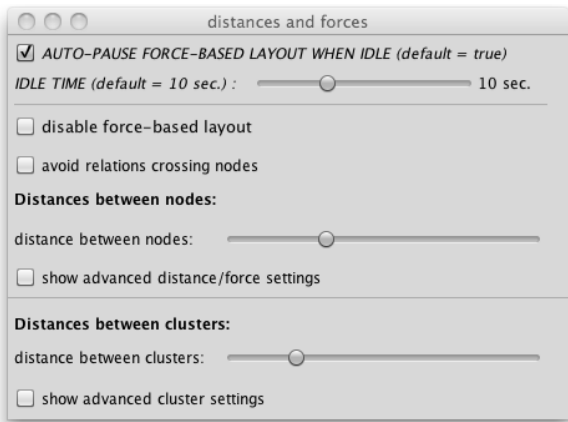 distances and forces
AUTO-PAUSE FORCE-BASED LAYOUT WHEN IDLE (default = true)
IDLE TIME (default = 10 sec.) : 10 sec.
disable force-based layout
avoid relations crossing nodes
Distances between nodes:
distance between nodes:
show advanced distance/force settings
Distances between clusters:
distance between clusters:
show advanced cluster settings